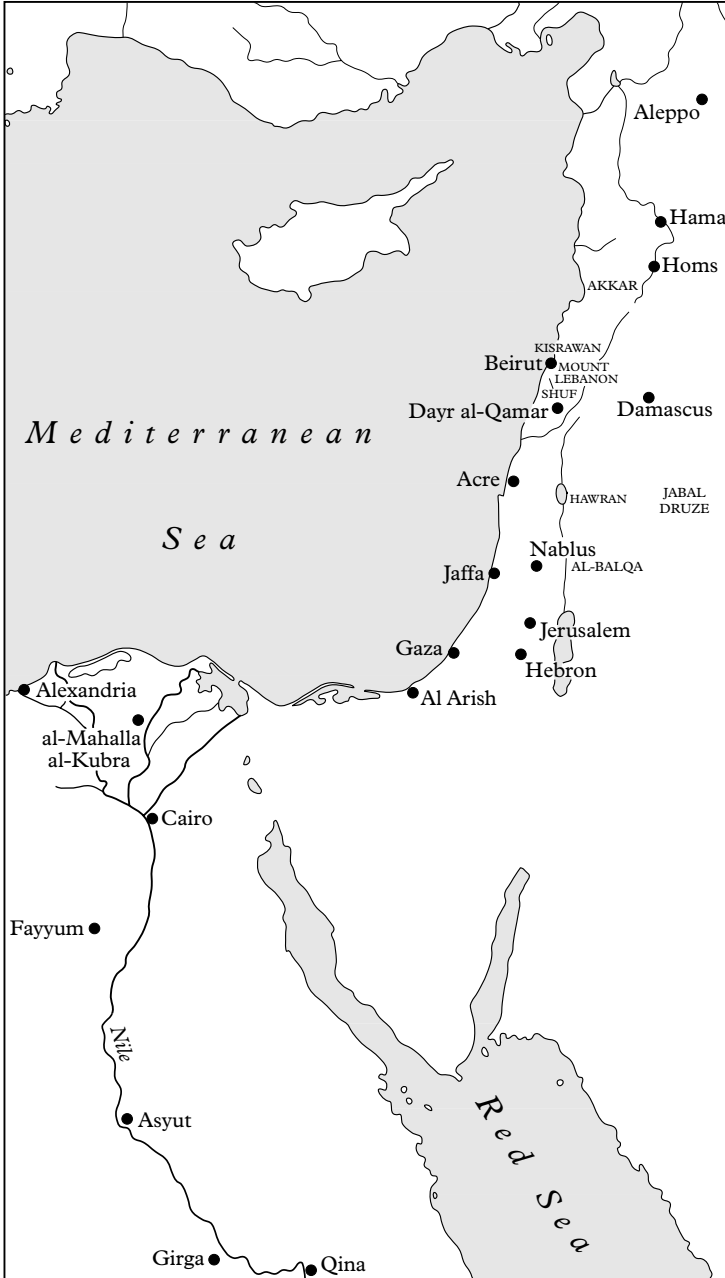 Aleppo
Hama
Homs
AKKAR
KISRAWAN
Beirut
MOUNT
LEBANON
SHUF
Dayr al-Qamar
Damascus
Mediterranean
Sea
Acre
HAWRAN
JABAL
DRUZE
Nablus
AL-BALQA
Jaffa
Jerusalem
Gaza
Hebron
Alexandria
Al Arish
al-Mahalla
al-Kubra
Cairo
Fayyum
Nile
Asyut
Red Sea
Girga
Qina